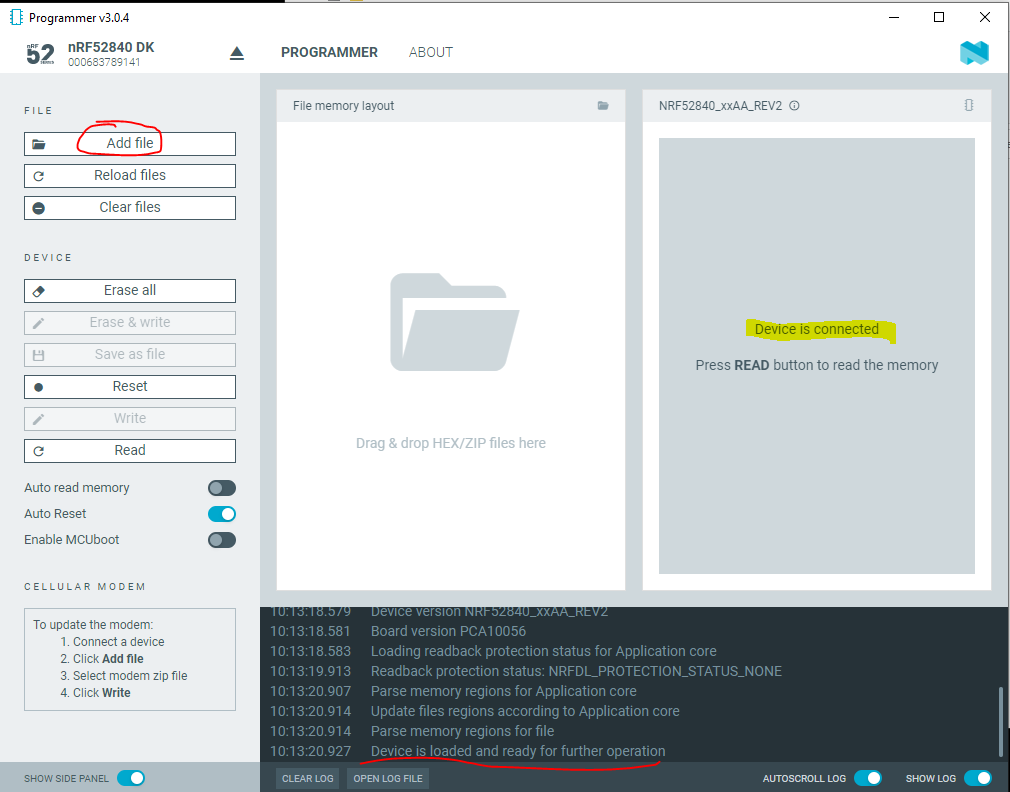 Programmer v3.0.4
nRF
52
SERIES
nRF52840 DK
000683789141
PROGRAMMER
ABOUT
FILE
Add file
Reload files
Clear files
DEVICE
Erase all
Erase & write
Save as file
Reset
Write
Read
Auto read memory
Auto Reset
Enable MCUboot
CELLULAR MODEM
To update the modem:
1. Connect a device
2. Click Add file
3. Select modem zip file
4. Click Write
SHOW SIDE PANEL
File memory layout
Drag & drop HEX/ZIP files here
NRF52840_xxAA_REV2
Device is connected
Press READ button to read the memory
10:13:18.579 Device version NRF52840_xxAA_REV2
10:13:18.581 Board version PCA10056
10:13:18.583 Loading readback protection status for Application core
10:13:19.913 Readback protection status: NRFDL_PROTECTION_STATUS_NONE
10:13:20.907 Parse memory regions for Application core
10:13:20.914 Update files regions according to Application core
10:13:20.914 Parse memory regions for file
10:13:20.927 Device is loaded and ready for further operation
CLEAR LOG
OPEN LOG FILE
AUTOSCROLL LOG
SHOW LOG